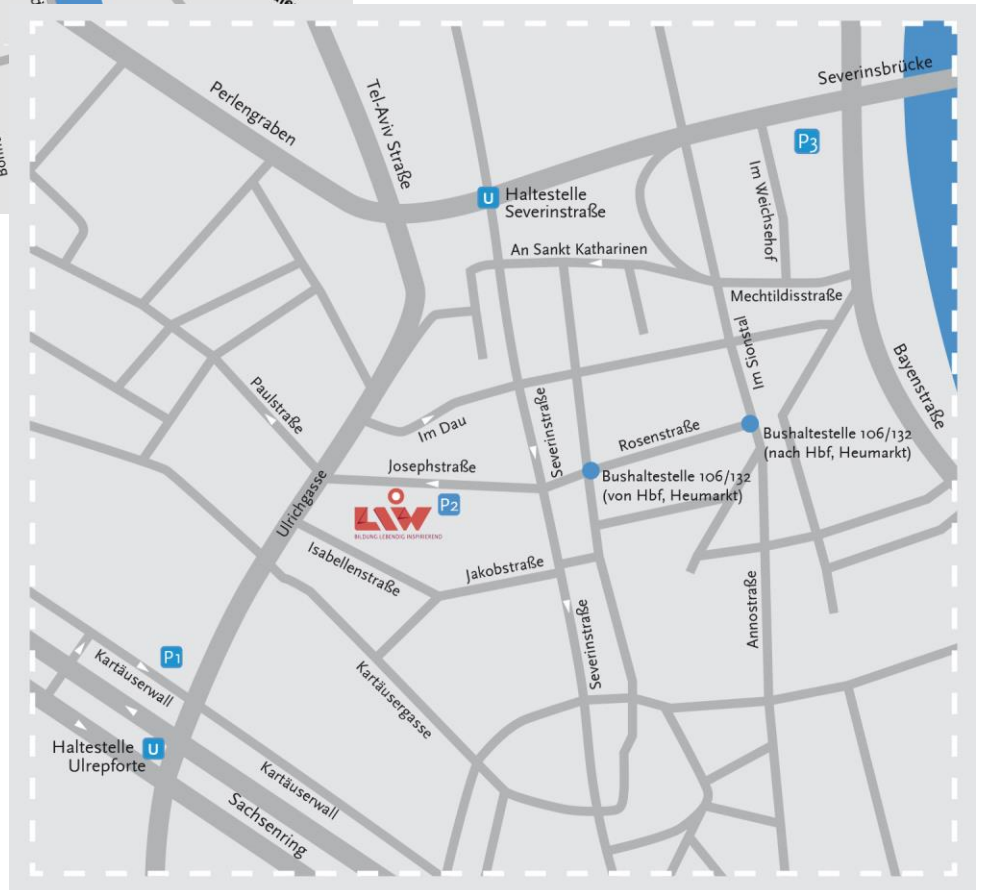 Perlengraben
Tel-Aviv Straße
Severinsbrücke
P3
Im Weichsehof
U Haltestelle
Severinstraße
An Sankt Katharinen
Mechtildisstraße
Im Sionstal
Bayenstraße
Paulstraße
Im Dau
Severinstraße
Severinstraße
Rosenstraße
Bushaltestelle 106/132
(nach Hbf, Heumarkt)
Josephstraße
Bushaltestelle 106/132
(von Hbf, Heumarkt)
Ulrichgasse
LIW
BILDUNG LEBENDIG INSPIRIEREND
P2
Isabellenstraße
Jakobstraße
Annostraße
Severinstraße
P1
Kartäuserwall
Kartäusergasse
Haltestelle U
Ulrepforte
Kartäuserwall
Sachsenring